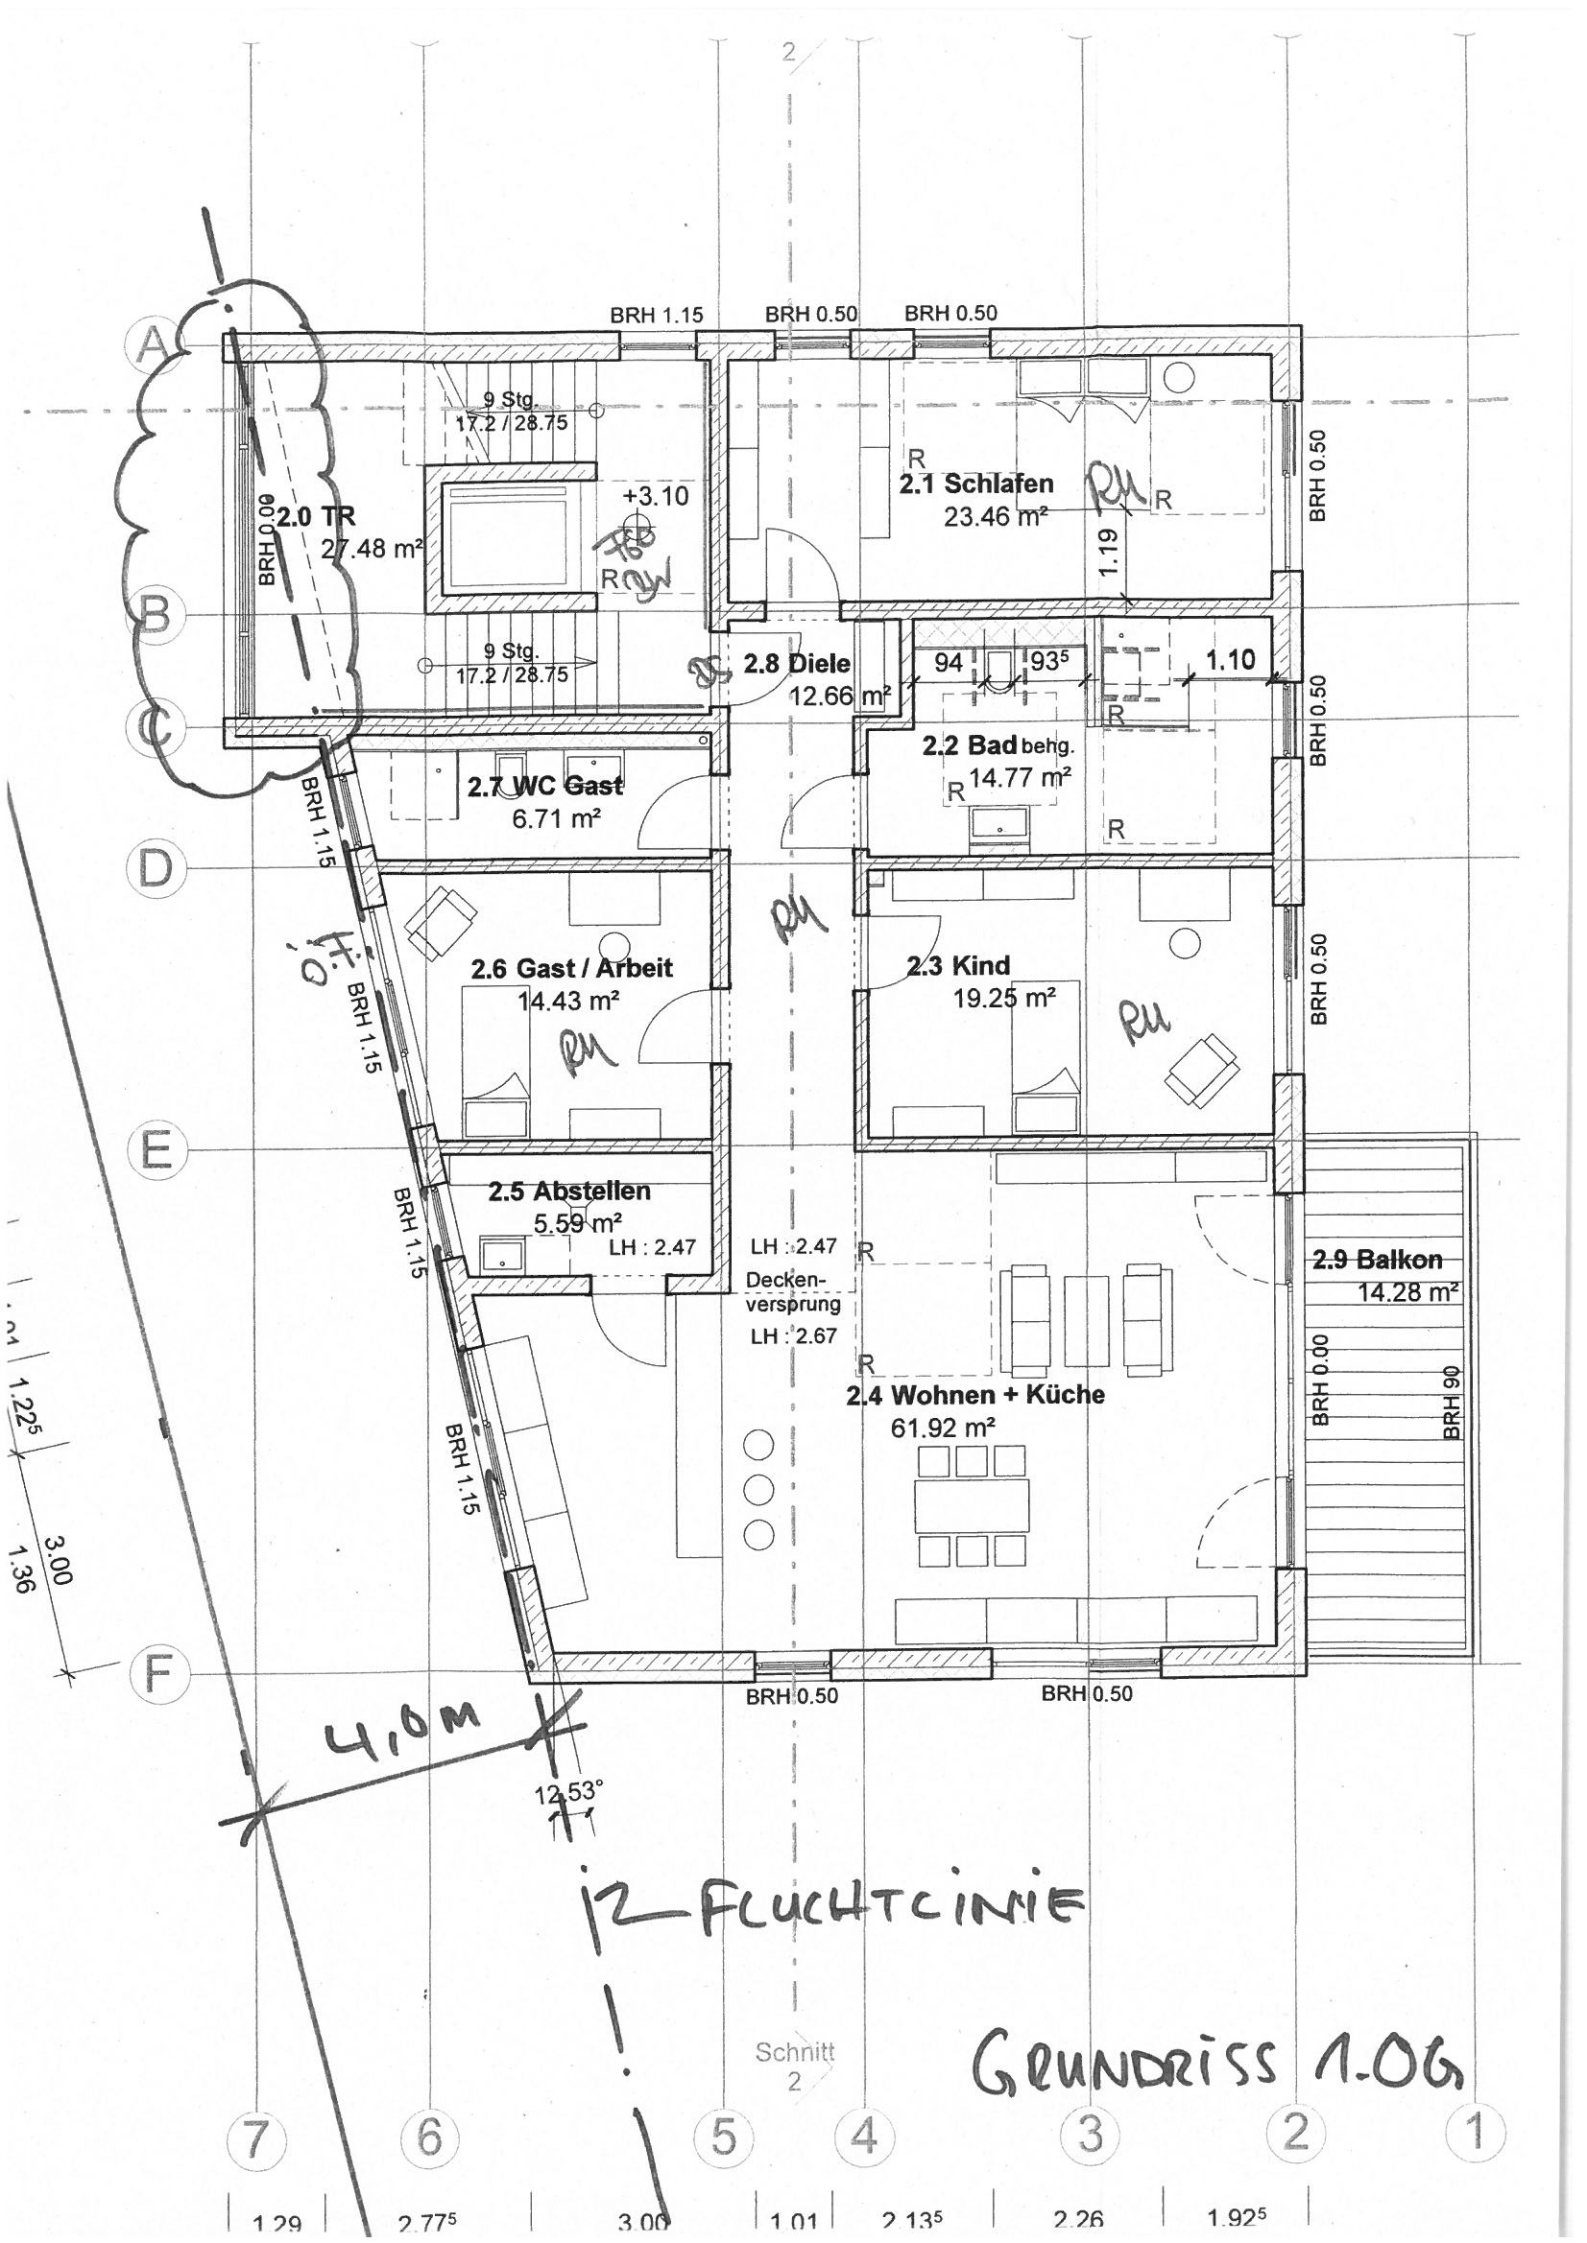 2
BRH 1.15
BRH 0.50
BRH 0.50
A
9 Stg.
17.2 / 28.75
BRH 0.00
2.0 TR
27.48 m²
+3.10
R
R
2.1 Schlafen
23.46 m²
RM
R
1.19
BRH 0.50
B
9 Stg.
17.2 / 28.75
2.8 Diele
12.66 m²
94
93⁵
1.10
R
BRH 0.50
C
2.2 Bad behg.
14.77 m²
R
R
2.7 WC Gast
6.71 m²
BRH 1.15
D
RM
2.6 Gast / Arbeit
14.43 m²
RM
BRH 1.15
2.3 Kind
19.25 m²
RM
BRH 0.50
E
2.5 Abstellen
5.59 m²
LH : 2.47
LH : 2.47
R
BRH 1.15
Decken-
versprung
LH : 2.67
R
2.9 Balkon
14.28 m²
BRH 0.00
BRH 90
2.4 Wohnen + Küche
61.92 m²
BRH 1.15
1.22⁵
3.00
1.36
F
BRH 0.50
BRH 0.50
4,0M
12.53°
FLUCHTLINIE
Schnitt
2
GRUNDRISS 1.OG
7
6
5
4
3
2
1
1.29
2.77⁵
3.00
1.01
2.13⁵
2.26
1.92⁵